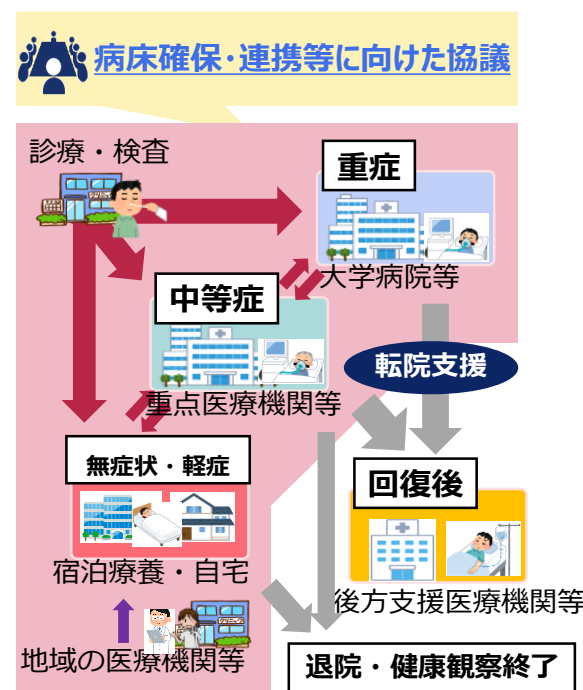 病床確保・連携等に向けた協議
診療・検査
重症
大学病院等
中等症
重点医療機関等
転院支援
無症状・軽症
宿泊療養・自宅
回復後
後方支援医療機関等
地域の医療機関等
退院・健康観察終了